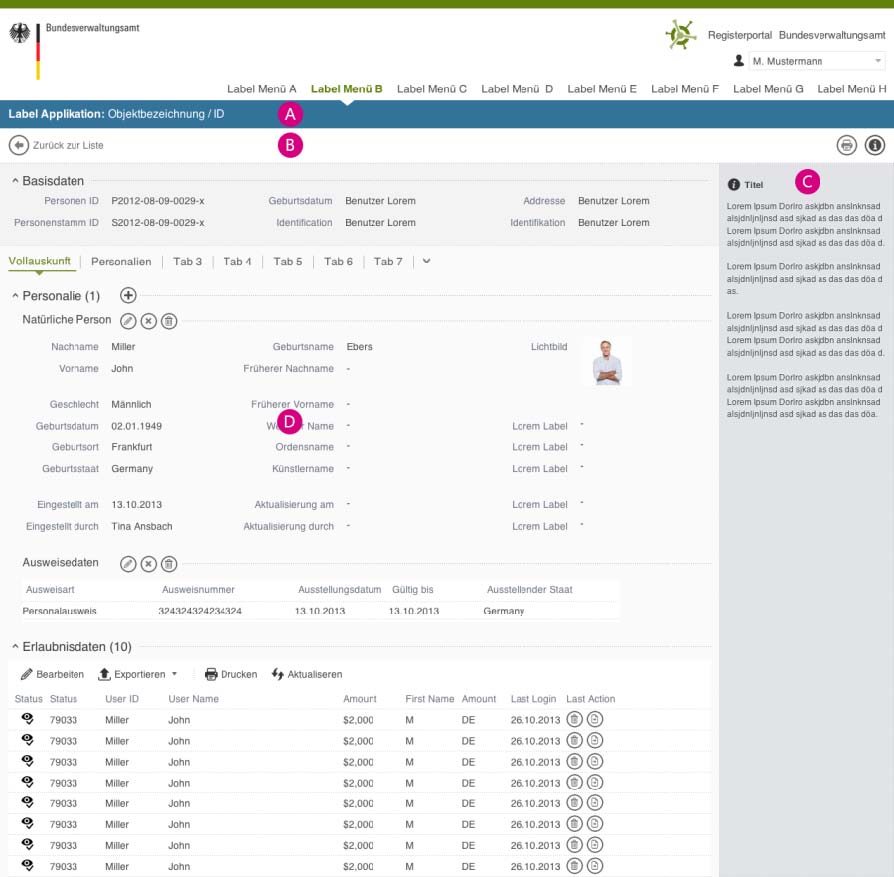 Bundesverwaltungsamt
Registerportal Bundesverwaltungsamt
M. Mustermann
Label Menü A Label Menü B Label Menü C Label Menü D Label Menü E Label Menü F Label Menü G Label Menü H
Label Applikation: Objektbezeichnung / ID A
Zurück zur Liste B
Basisdaten
Personen ID P2012-08-09-0029-x Geburtsdatum Benutzer Lorem Addresse Benutzer Lorem
Personenstamm ID S2012-08-09-0029-x Identification Benutzer Lorem Identifikation Benutzer Lorem
Vollauskunft Personalien Tab 3 Tab 4 Tab 5 Tab 6 Tab 7
Personalie (1)
Natürliche Person
Nachname Miller Geburtsname Ebers Lichtbild
Vorname John Früherer Nachname -
Geschlecht Männlich Früherer Vorname -
Geburtsdatum 02.01.1949 D Name - Lorem Label -
Geburtsort Frankfurt Ordensname - Lorem Label -
Geburtsstaat Germany Künstlername - Lorem Label -
Eingestellt am 13.10.2013 Aktualisierung am - Lorem Label -
Eingestellt durch Tina Ansbach Aktualisierung durch - Lorem Label -
Ausweisedaten
Ausweisart Ausweisnummer Ausstellungsdatum Gültig bis Ausstellender Staat
Personalausweis 324324324234324 13.10.2013 13.10.2013 Germany
Erlaubnisdaten (10)
Bearbeiten Exportieren Drucken Aktualiseren
Status Status User ID User Name Amount First Name Amount Last Login Last Action
79033 Miller John $2,000 M DE 26.10.2013
79033 Miller John $2,000 M DE 26.10.2013
79033 Miller John $2,000 M DE 26.10.2013
79033 Miller John $2,000 M DE 26.10.2013
79033 Miller John $2,000 M DE 26.10.2013
79033 Miller John $2,000 M DE 26.10.2013
79033 Miller John $2,000 M DE 26.10.2013
79033 Miller John $2,000 M DE 26.10.2013
Titel C
Lorem Ipsum Dorlro askjdbn anslnknsad
alsjdnljnljnsd asd sjkad as das das döa d
Lorem Ipsum Dorlro askjdbn anslnknsad
alsjdnljnljnsd asd sjkad as das das döa d.
Lorem Ipsum Dorlro askjdbn anslnknsad
alsjdnljnljnsd asd sjkad as das das döa d
as.
Lorem Ipsum Dorlro askjdbn anslnknsad
alsjdnljnljnsd asd sjkad as das das döa d
Lorem Ipsum Dorlro askjdbn anslnknsad
alsjdnljnljnsd asd sjkad as das das döa d.
Lorem Ipsum Dorlro askjdbn anslnknsad
alsjdnljnljnsd asd sjkad as das das döa d
Lorem Ipsum Dorlro askjdbn anslnknsad
alsjdnljnljnsd asd sjkad as das das döa.